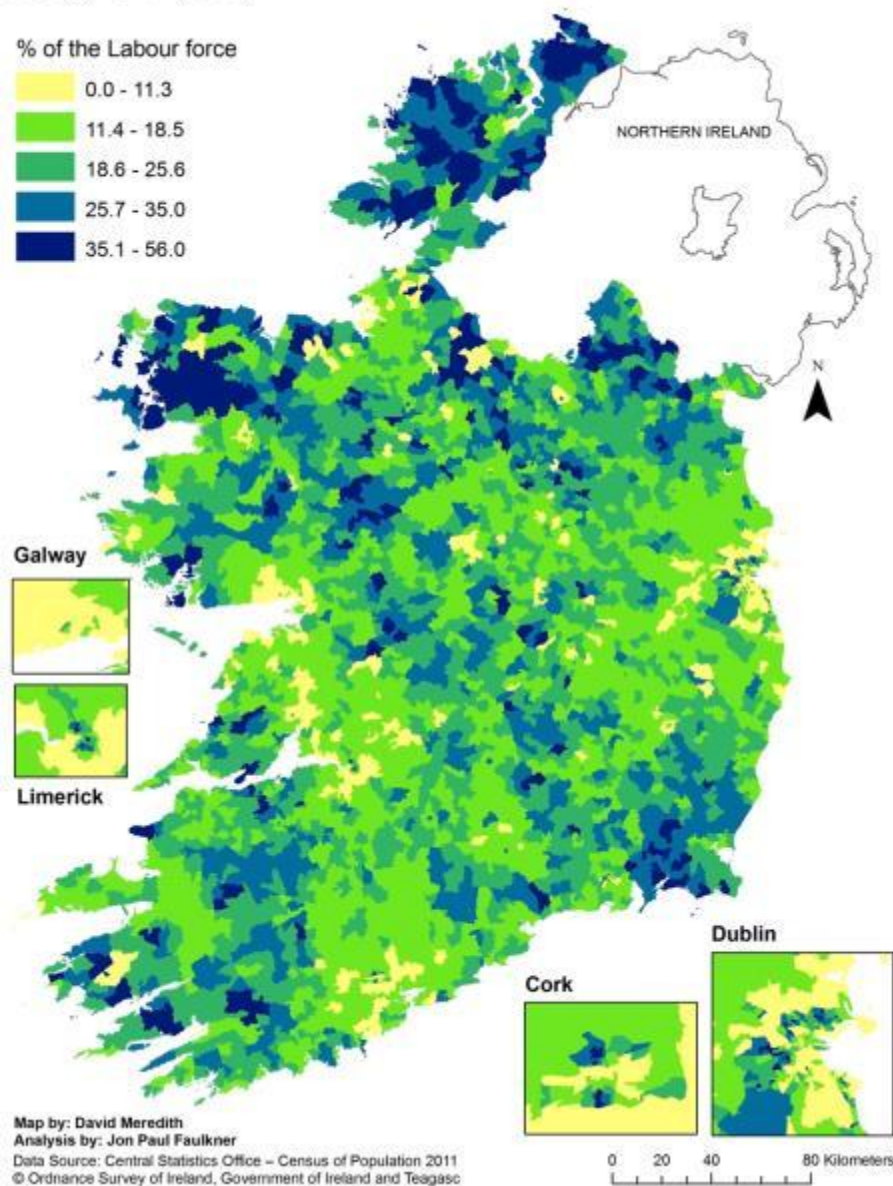 % of the Labour force
0.0 - 11.3
11.4 - 18.5
18.6 - 25.6
25.7 - 35.0
35.1 - 56.0
NORTHERN IRELAND
N
Galway
Limerick
Dublin
Cork
Map by: David Meredith
Analysis by: Jon Paul Faulkner
Data Source: Central Statistics Office – Census of Population 2011
© Ordnance Survey of Ireland, Government of Ireland and Teagasc
0 20 40 80 Kilometers